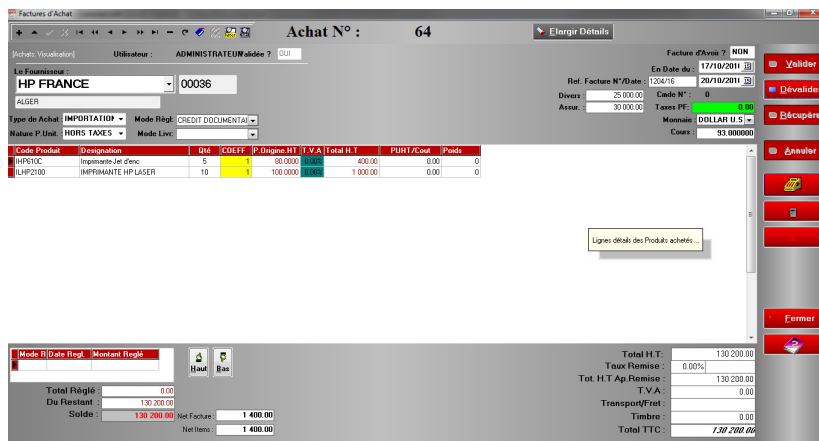 Factures d'Achat
Achat N° : 64
Elargir Détails
[Achats: Visualisation] Utilisateur : ADMINISTRATEUR Validée ? OUI
Facture d'Avoir ? NON
Le Fournisseur :
En Date du : 17/10/2011
HP FRANCE 00036
Ref. Facture N°/Date : 1204/16 20/10/2011
ALGER
Divers : 25 000.00 Cmde N° : 0
Assur. : 30 000.00 Taxes PF: 0.00
Type de Achat IMPORTATION Mode Règl: CREDIT DOCUMENTAI
Monnaie : DOLLAR U.S
Nature P.Unit. : HORS TAXES Mode Livr:
Cours : 93.000000
Valider
Dévalider
Récupére
Annuler
Code Produit Designation Qté COEFF P.Origine.HT T.V.A Total H.T PUHT/Cout Poids
IHP610C Imprimante Jet d'enc 5 1 80.0000 0.00% 400.00 0.00 0
ILHP2100 IMPRIMANTE HP LASER 10 1 100.0000 0.00% 1 000.00 0.00 0
Lignes détails des Produits achetés ...
Fermer
Mode R Date Regl. Montant Reglé
Haut Bas
Total Règlé : 0.00
Du Restant : 130 200.00
Solde : 130 200.00
Net Facture : 1 400.00
Net Items : 1 400.00
Total H.T: 130 200.00
Taux Remise : 0.00%
Tot. H.T Ap.Remise : 130 200.00
T.V.A : 0.00
Transport/Fret :
Timbre : 0.00
Total TTC : 130 200.00